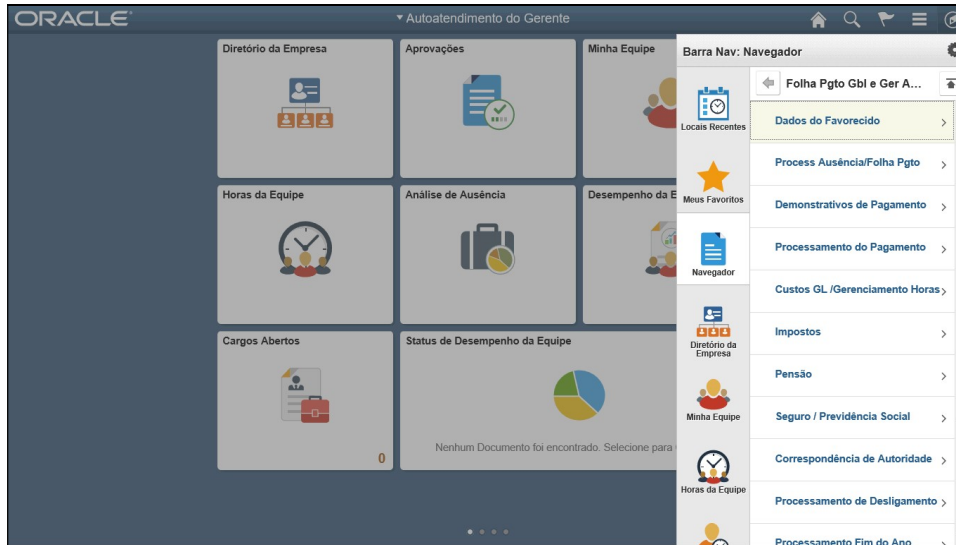 ORACLE
Autoatendimento do Gerente
Diretório da Empresa
Aprovações
Minha Equipe
Horas da Equipe
Análise de Ausência
Desempenho da E
Cargos Abertos
0
Status de Desempenho da Equipe
Nenhum Documento foi encontrado. Selecione para
Barra Nav: Navegador
Locais Recentes
Meus Favoritos
Navegador
Diretório da
Empresa
Minha Equipe
Horas da Equipe
Folha Pgto Gbl e Ger A...
Dados do Favorecido
Process Ausência/Folha Pgto
Demonstrativos de Pagamento
Processamento do Pagamento
Custos GL /Gerenciamento Horas
Impostos
Pensão
Seguro / Previdência Social
Correspondência de Autoridade
Processamento de Desligamento
Processamento Fim do Ano